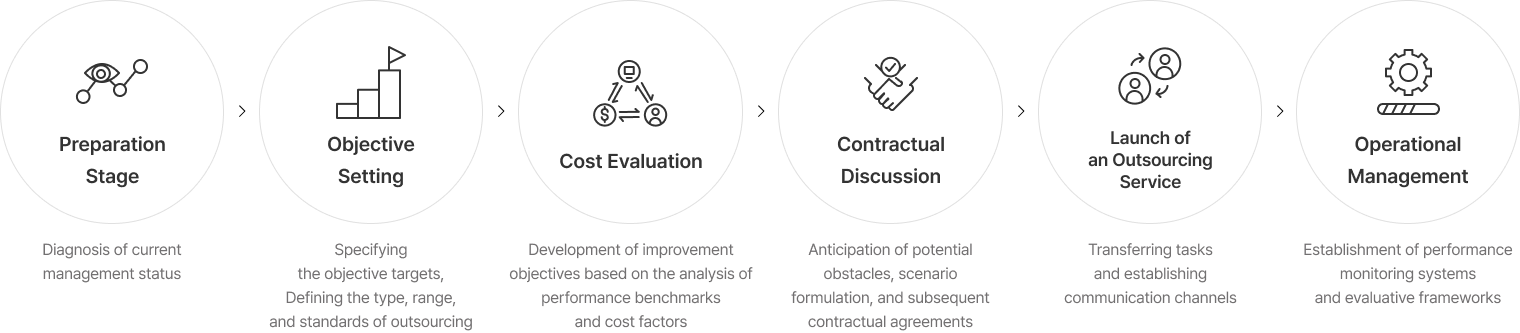 Preparation
Stage
Diagnosis of current
management status
Objective
Setting
Specifying
the objective targets,
Defining the type, range,
and standards of outsourcing
Cost Evaluation
Development of improvement
objectives based on the analysis of
performance benchmarks
and cost factors
Contractual
Discussion
Anticipation of potential
obstacles, scenario
formulation, and subsequent
contractual agreements
Launch of
an Outsourcing
Service
Transferring tasks
and establishing
communication channels
Operational
Management
Establishment of performance
monitoring systems
and evaluative frameworks